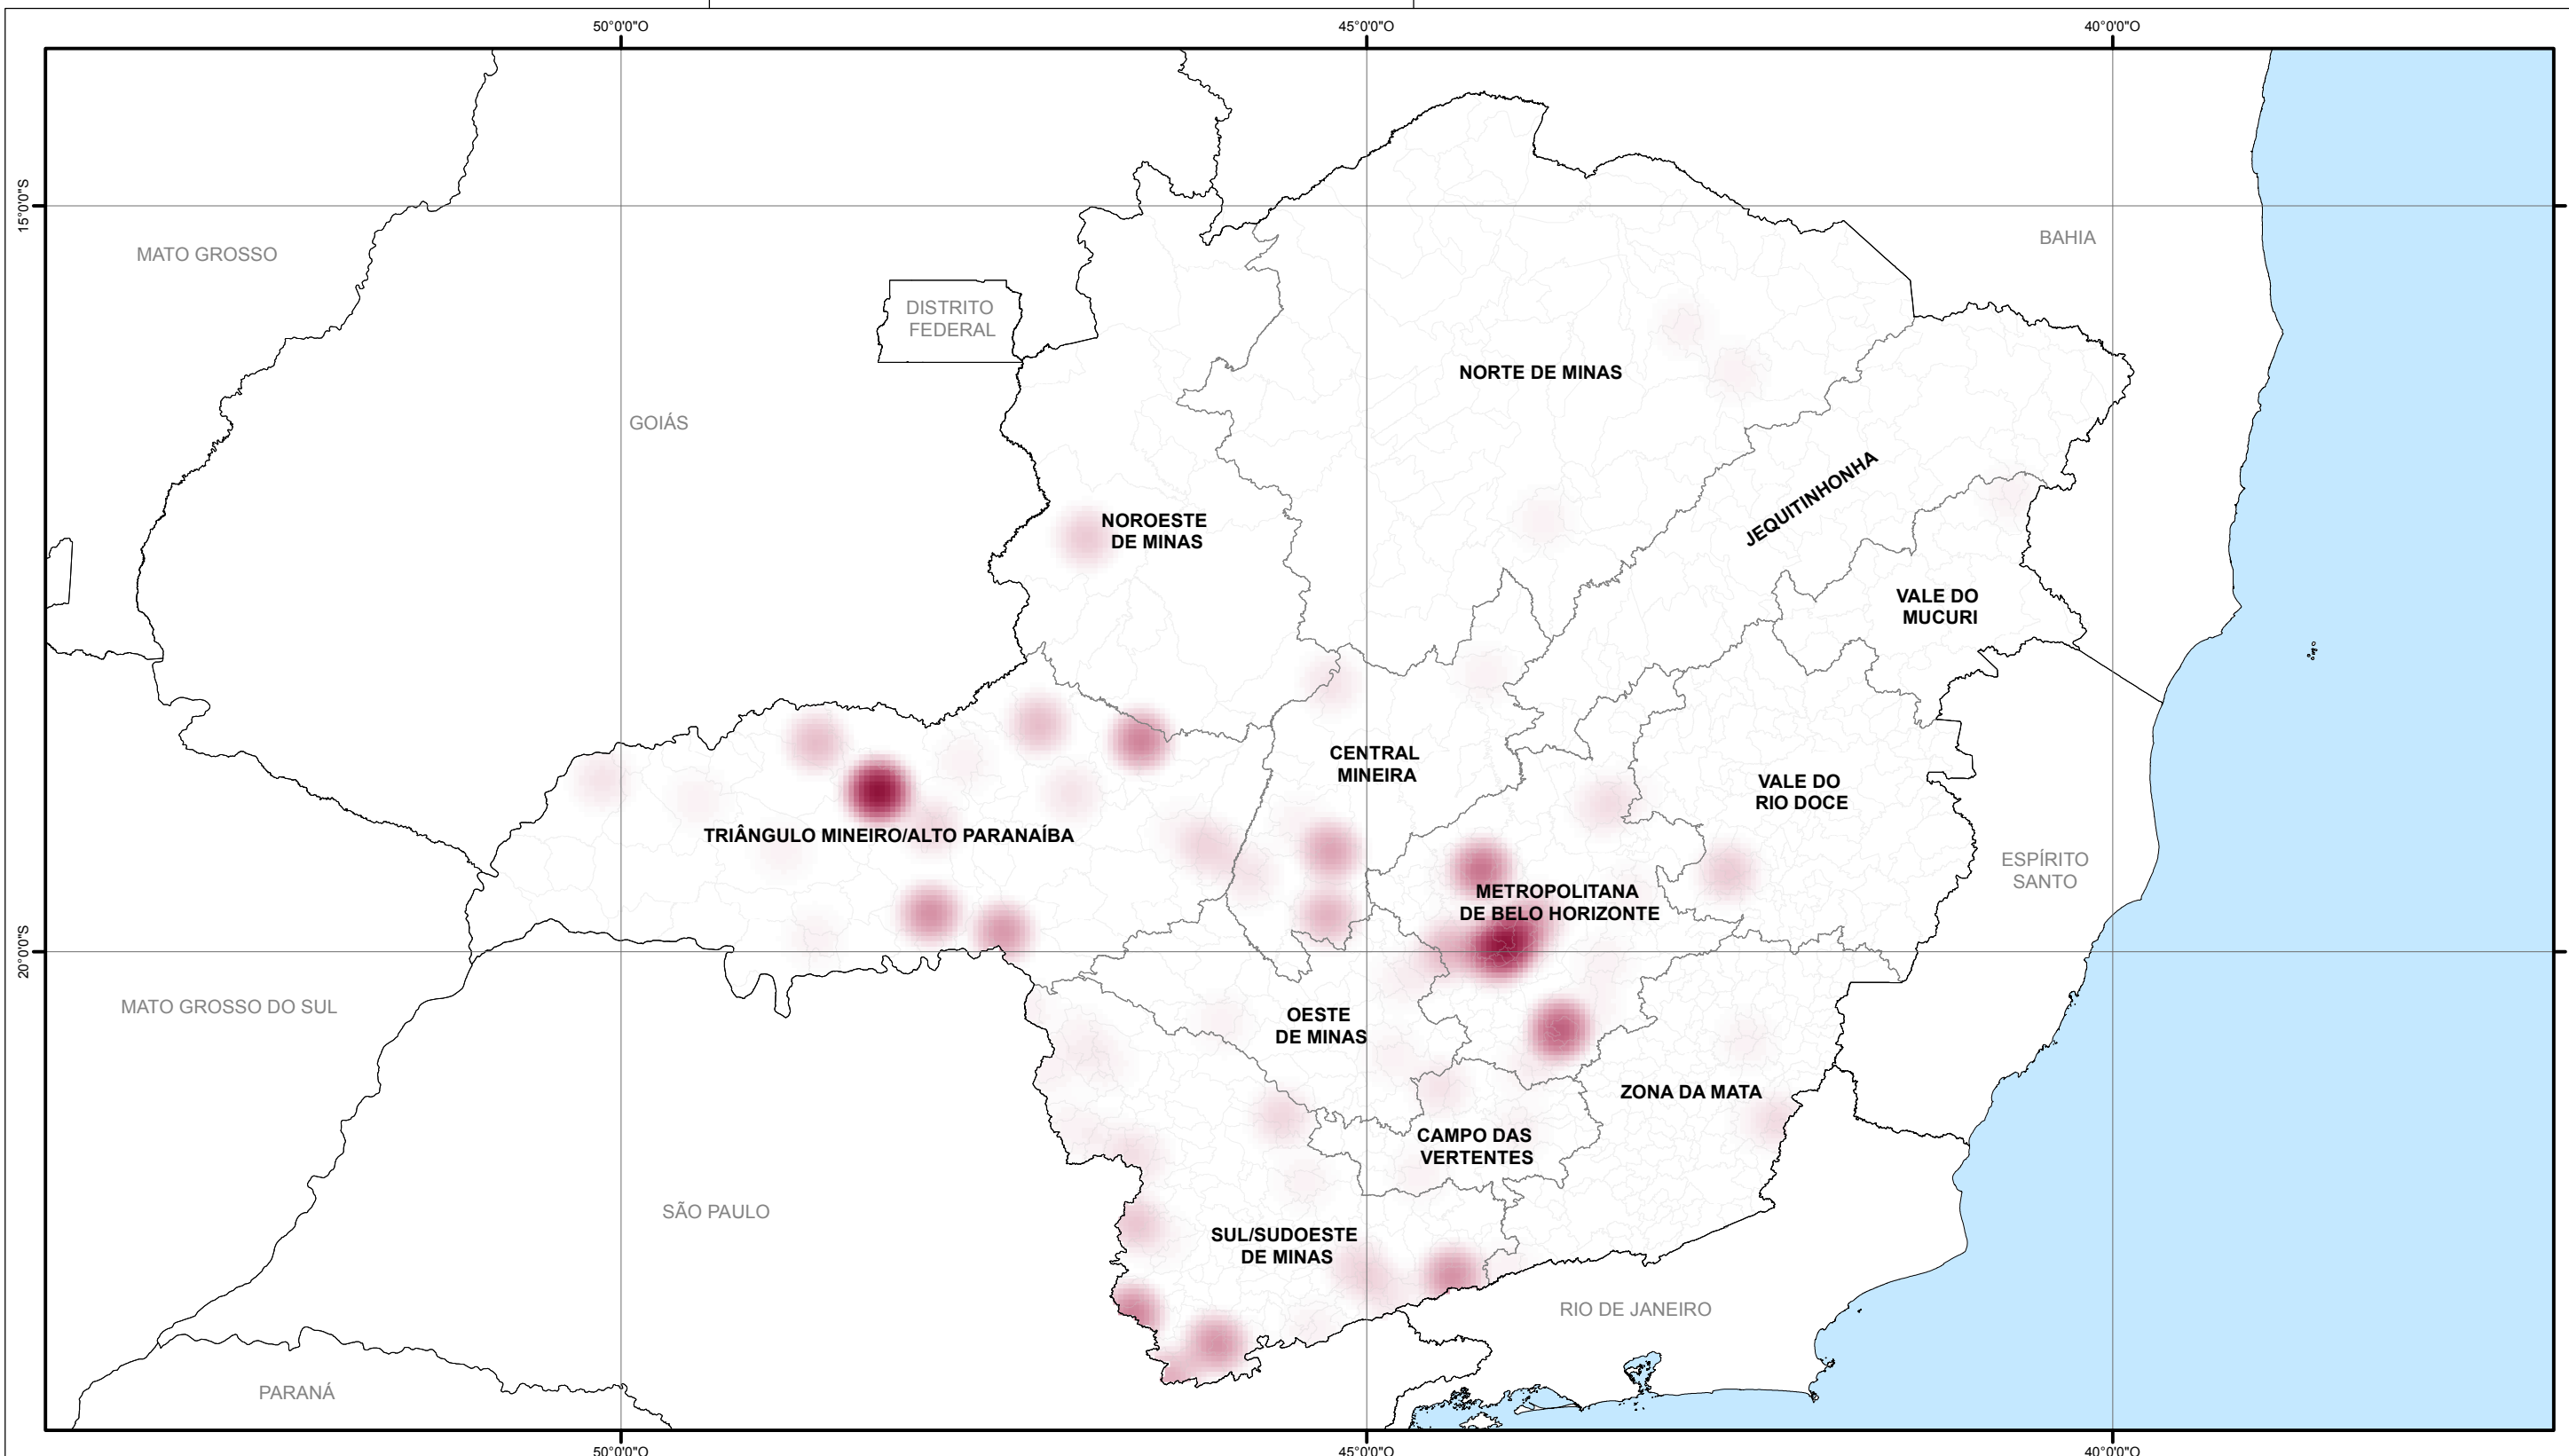 50°0'0"O
45°0'0"O
40°0'0"O
15°0'0"S
BAHIA
MATO GROSSO
DISTRITO
FEDERAL
NORTE DE MINAS
GOIÁS
JEQUITINHONHA
NOROESTE
DE MINAS
VALE DO
MUCURI
CENTRAL
MINEIRA
VALE DO
RIO DOCE
TRIÂNGULO MINEIRO/ALTO PARANAÍBA
ESPÍRITO
SANTO
METROPOLITANA
DE BELO HORIZONTE
20°0'0"S
MATO GROSSO DO SUL
OESTE
DE MINAS
ZONA DA MATA
CAMPO DAS
VERTENTES
SÃO PAULO
SUL/SUDOESTE
DE MINAS
RIO DE JANEIRO
PARANÁ
50°0'0"O
45°0'0"O
40°0'0"O